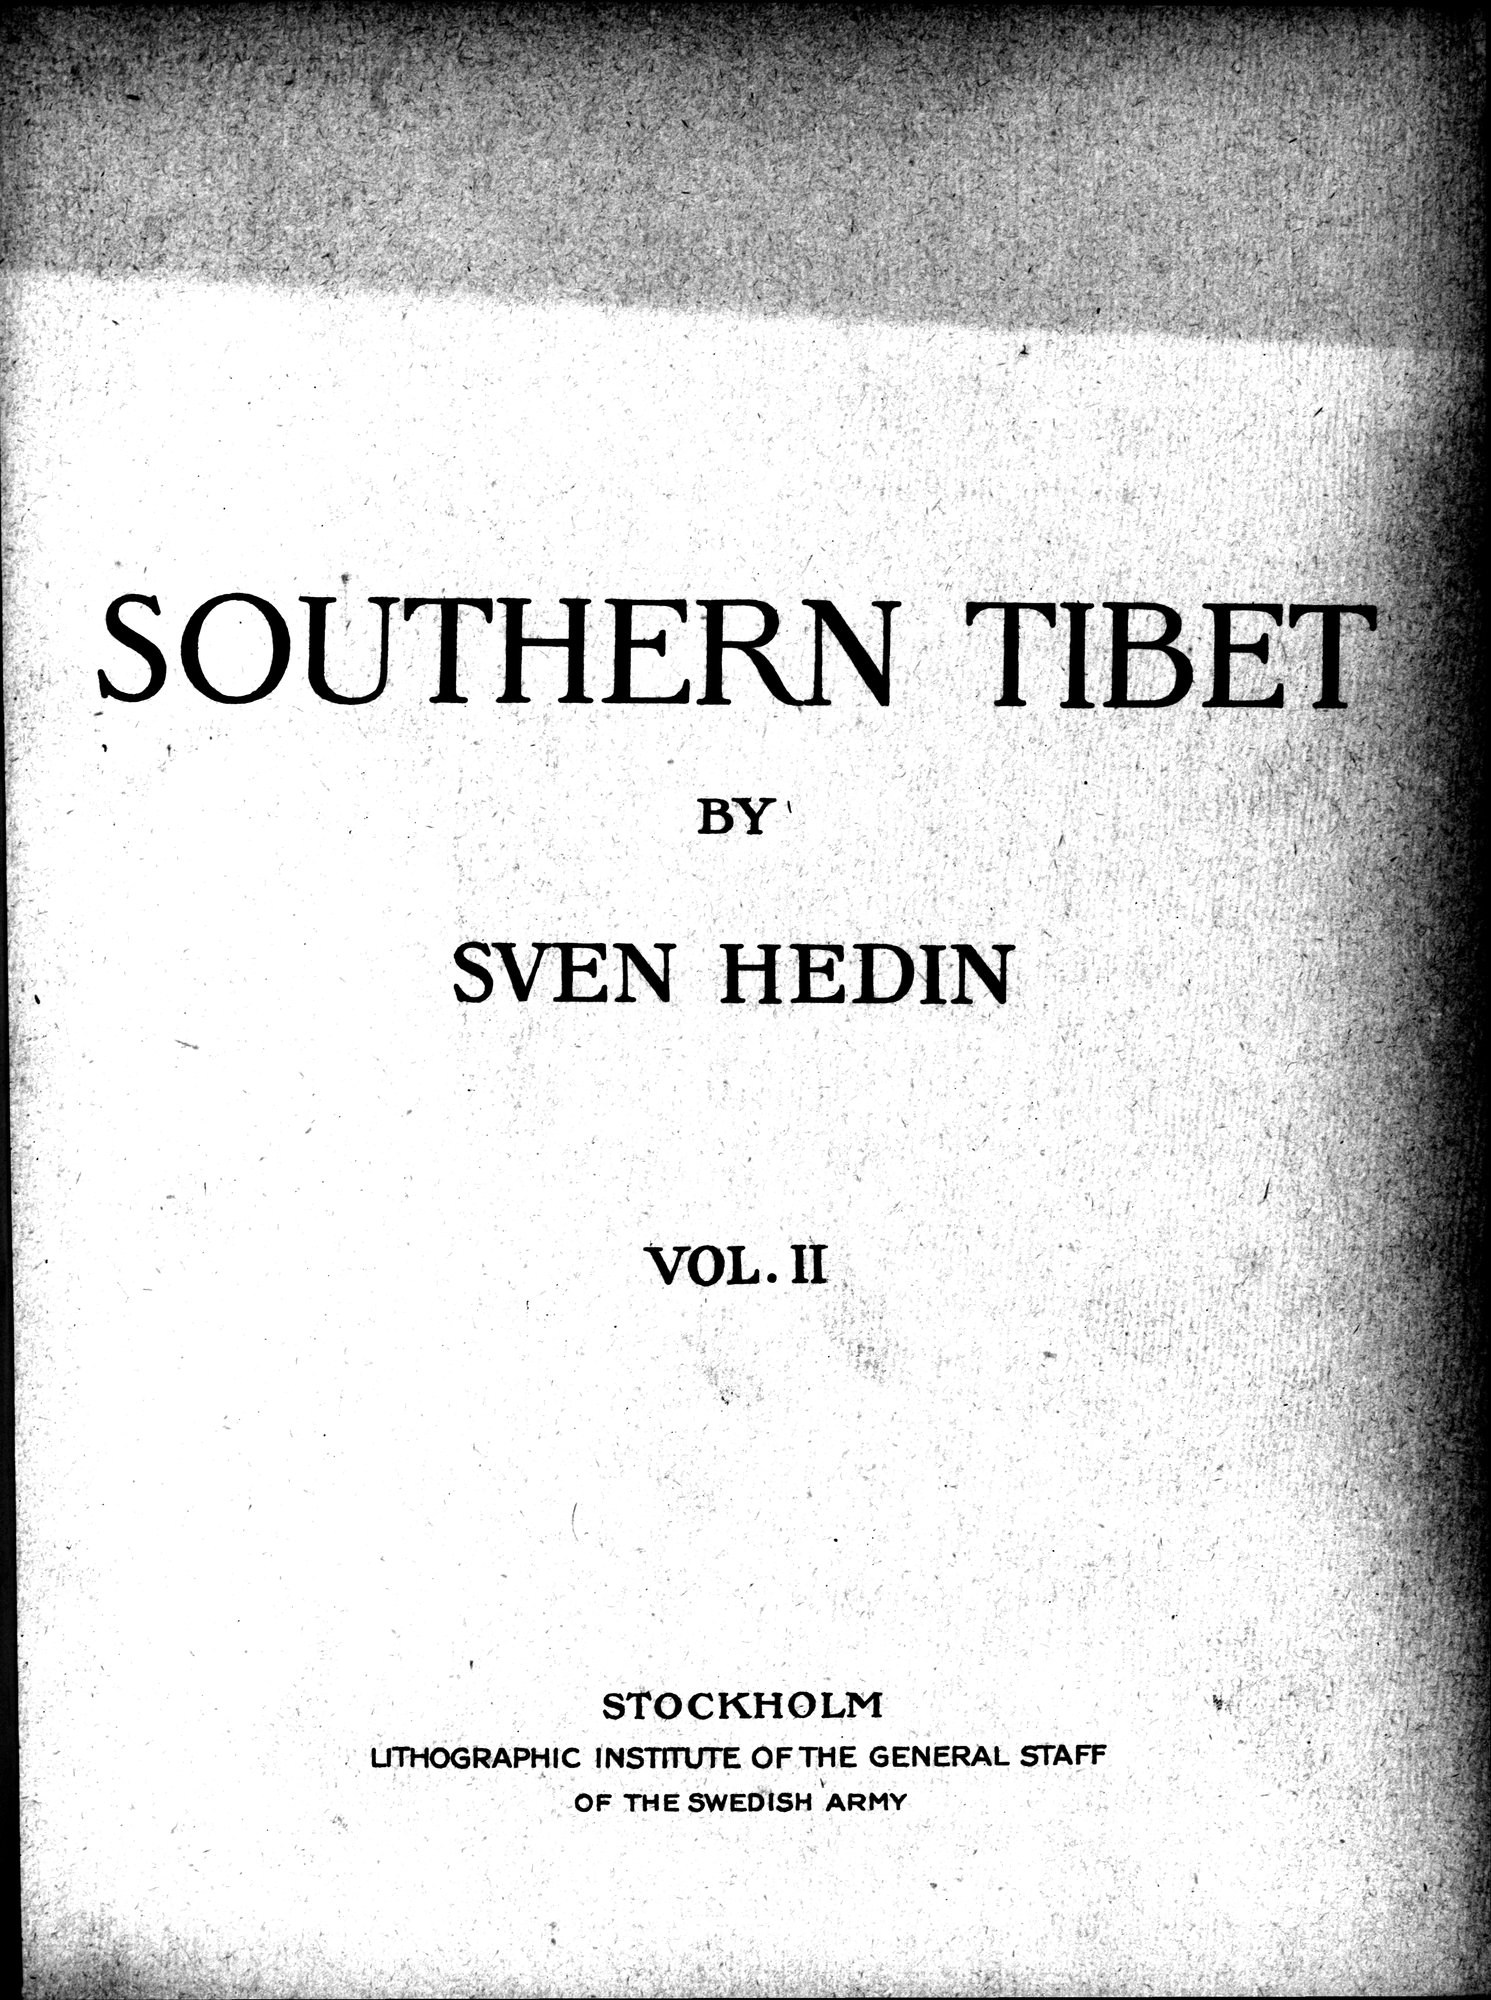 SOUTHERN TIBET
BY
SVEN HEDIN
VOL. II
STOCKHOLM
LITHOGRAPHIC INSTITUTE OF THE GENERAL STAFF
OF THE SWEDISH ARMY